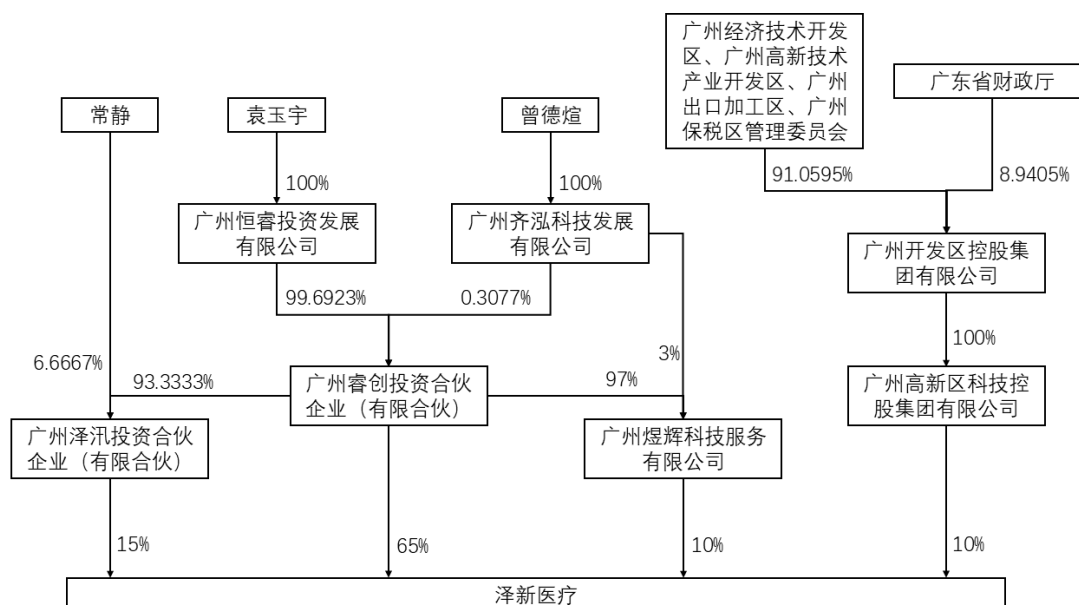 广州经济技术开发
区、广州高新技术
产业开发区、广州
出口加工区、广州
保税区管理委员会
广东省财政厅
常静
袁玉宇
曾德煊
91.0595%
8.9405%
100%
100%
广州恒睿投资发展
有限公司
广州齐泓科技发展
有限公司
广州开发区控股集
团有限公司
99.6923%
0.3077%
100%
3%
6.6667%
93.3333%
97%
广州睿创投资合伙
企业（有限合伙）
广州高新区科技控
股集团有限公司
广州泽汛投资合伙
企业（有限合伙）
广州煜辉科技服务
有限公司
15%
65%
10%
10%
泽新医疗